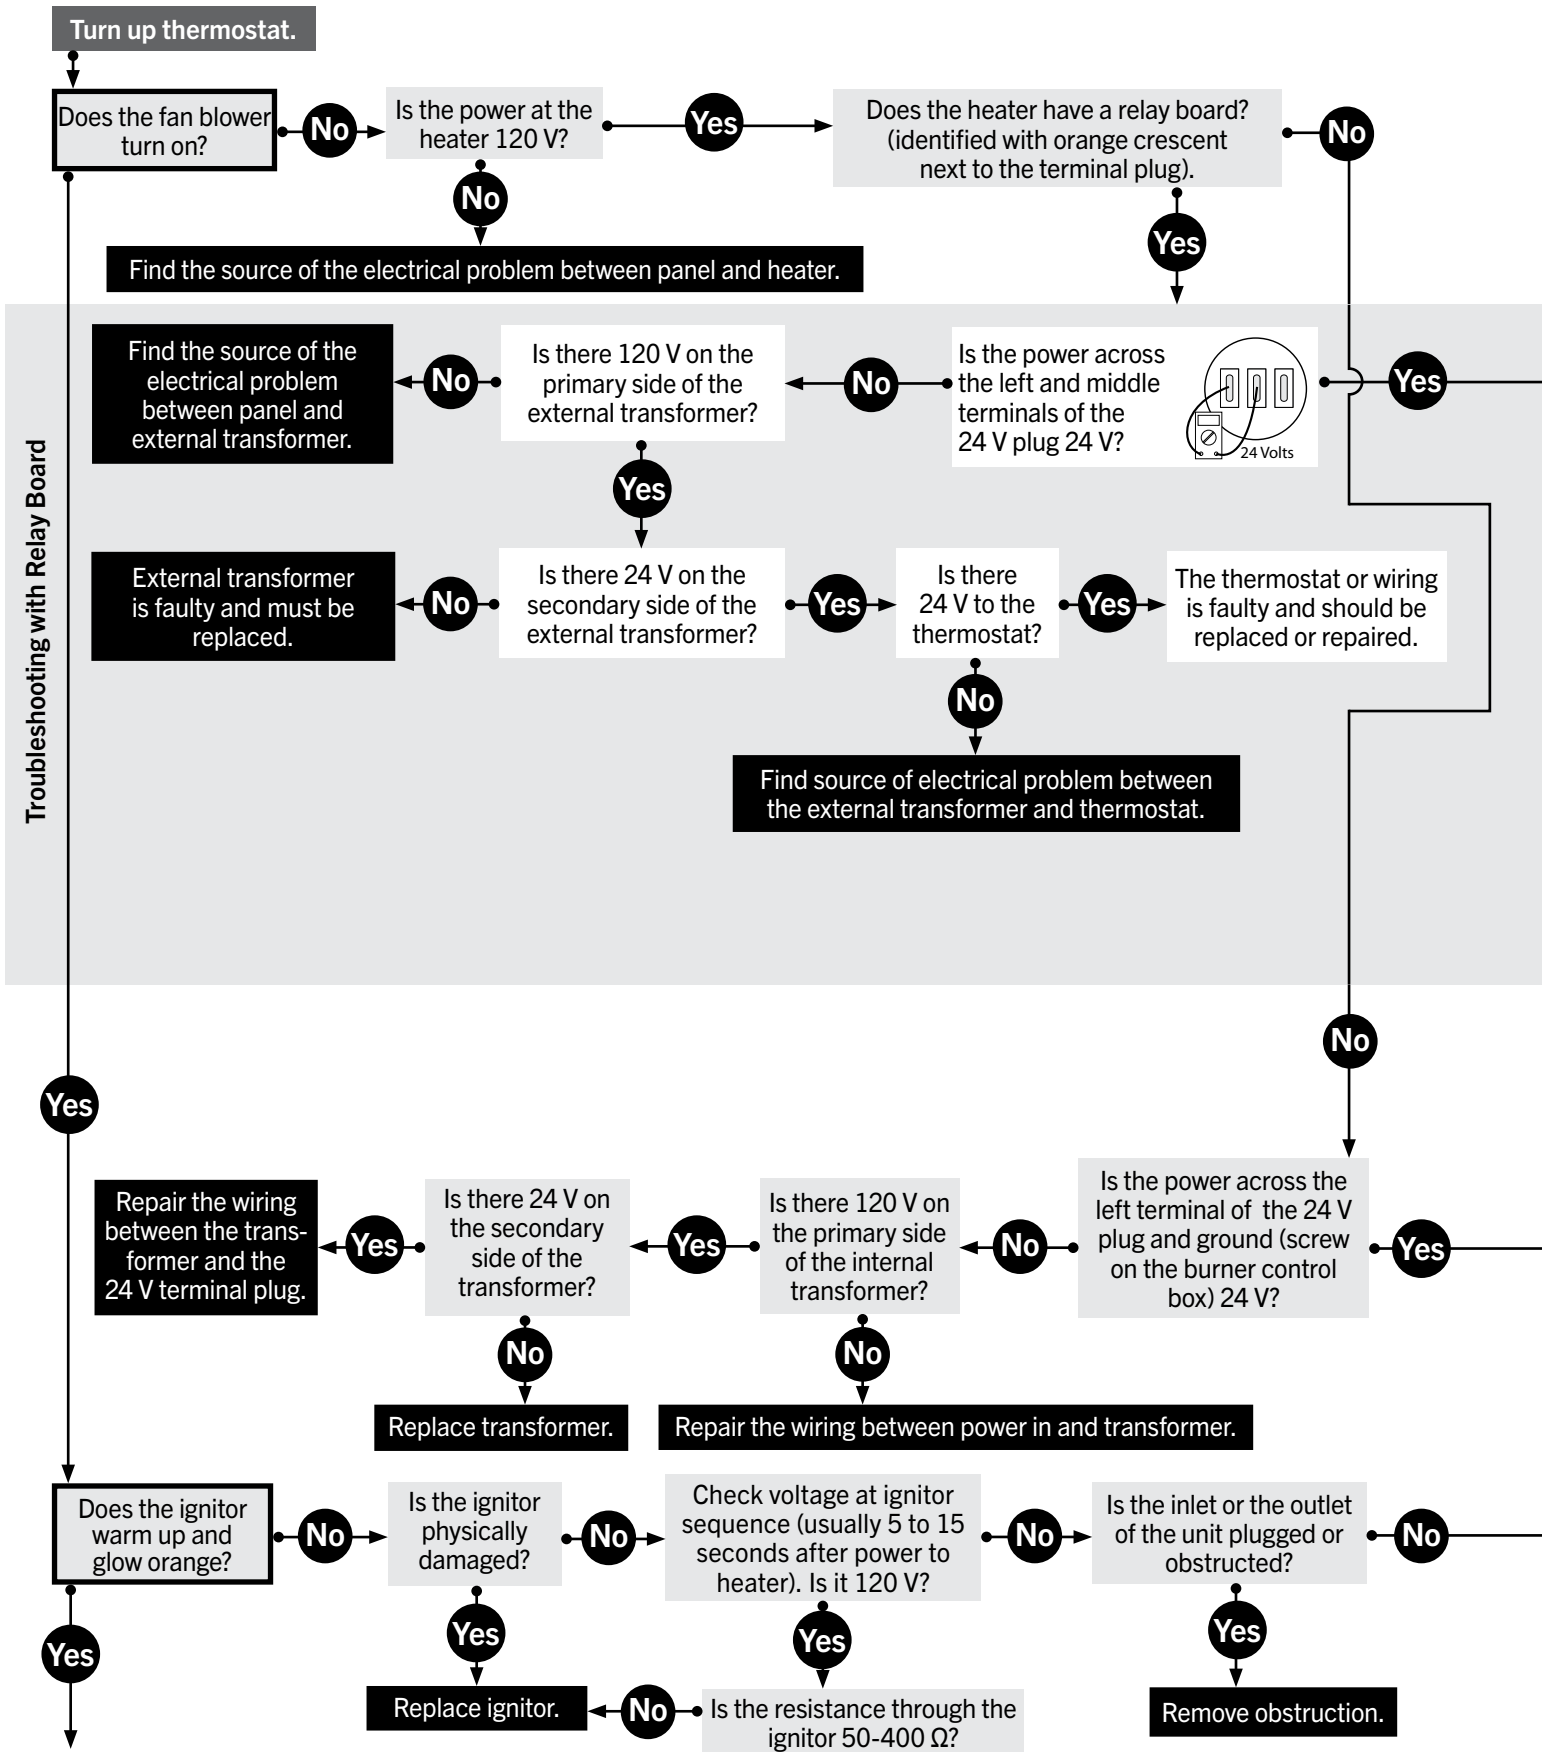 Turn up thermostat.
Does the fan blower
turn on?
No
Is the power at the
heater 120 V?
Yes
Does the heater have a relay board?
(identified with orange crescent
next to the terminal plug).
No
No
Yes
Find the source of the electrical problem between panel and heater.
Troubleshooting with Relay Board
Find the source of the
electrical problem
between panel and
external transformer.
No
Is there 120 V on the
primary side of the
external transformer?
No
Is the power across
the left and middle
terminals of the
24 V plug 24 V?
24 Volts
Yes
Yes
External transformer
is faulty and must be
replaced.
No
Is there 24 V on the
secondary side of the
external transformer?
Yes
Is there
24 V to the
thermostat?
Yes
The thermostat or wiring
is faulty and should be
replaced or repaired.
No
Find source of electrical problem between
the external transformer and thermostat.
No
Yes
Repair the wiring
between the trans-
former and the
24 V terminal plug.
Yes
Is there 24 V on
the secondary
side of the
transformer?
Yes
Is there 120 V on
the primary side
of the internal
transformer?
No
Is the power across the
left terminal of the 24 V
plug and ground (screw
on the burner control
box) 24 V?
Yes
No
No
Replace transformer.
Repair the wiring between power in and transformer.
Does the ignitor
warm up and
glow orange?
No
Is the ignitor
physically
damaged?
No
Check voltage at ignitor
sequence (usually 5 to 15
seconds after power to
heater). Is it 120 V?
No
Is the inlet or the outlet
of the unit plugged or
obstructed?
No
Yes
Yes
Yes
Yes
Replace ignitor.
No
Is the resistance through the
ignitor 50-400 Ω?
Remove obstruction.